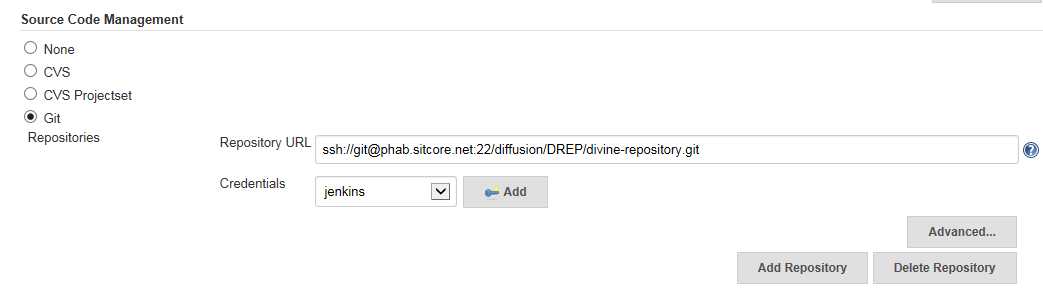 Source Code Management
None
CVS
CVS Projectset
Git
Repositories
Repository URL ssh://git@phab.sitcore.net:22/diffusion/DREP/divine-repository.git ?
Credentials jenkins Add
Advanced...
Add Repository Delete Repository